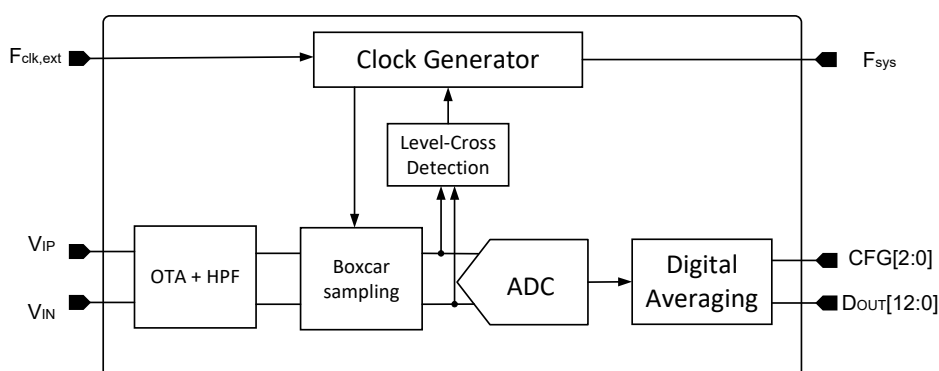 Fclk,ext
Clock Generator
Fsys
Level-Cross
Detection
VIP
VIN
OTA + HPF
Boxcar
sampling
ADC
Digital
Averaging
CFG[2:0]
DOUT[12:0]